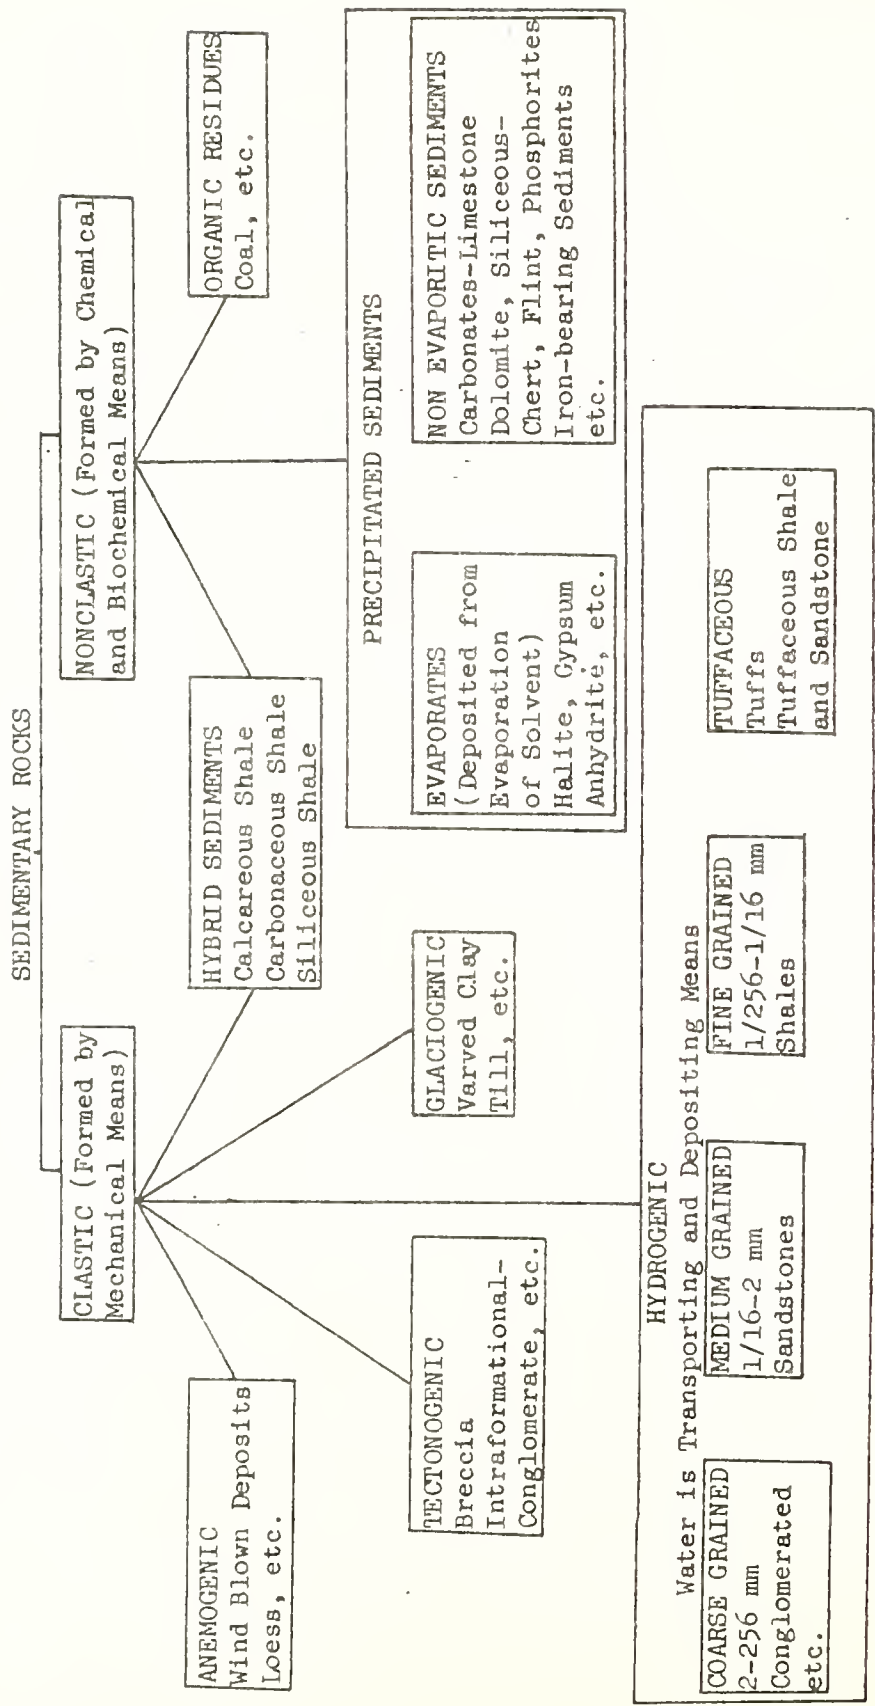 SEDIMENTARY ROCKS
CLASTIC (Formed by
Mechanical Means)
NONCLASTIC (Formed by Chemical
and Biochemical Means)
ANEMOGENIC
Wind Blown Deposits
Loess, etc.
HYBRID SEDIMENTS
Calcareous Shale
Carbonaceous Shale
Siliceous Shale
ORGANIC RESIDUES
Coal, etc.
TECTONOGENIC
Breccia
Intraformational-
Conglomerate, etc.
GLACIOGENIC
Varved Clay
Till, etc.
PRECIPITATED SEDIMENTS
EVAPORATES
(Deposited from
Evaporation
of Solvent)
Halite, Gypsum
Anhydrite, etc.
NON EVAPORITIC SEDIMENTS
Carbonates-Limestone
Dolomite, Siliceous-
Chert, Flint, Phosphorites
Iron-bearing Sediments
etc.
HYDROGENIC
Water is Transporting and Depositing Means
COARSE GRAINED
2-256 mm
Conglomerated
etc.
MEDIUM GRAINED
1/16-2 mm
Sandstones
FINE GRAINED
1/256-1/16 mm
Shales
TUFFACEOUS
Tuffs
Tuffaceous Shale
and Sandstone